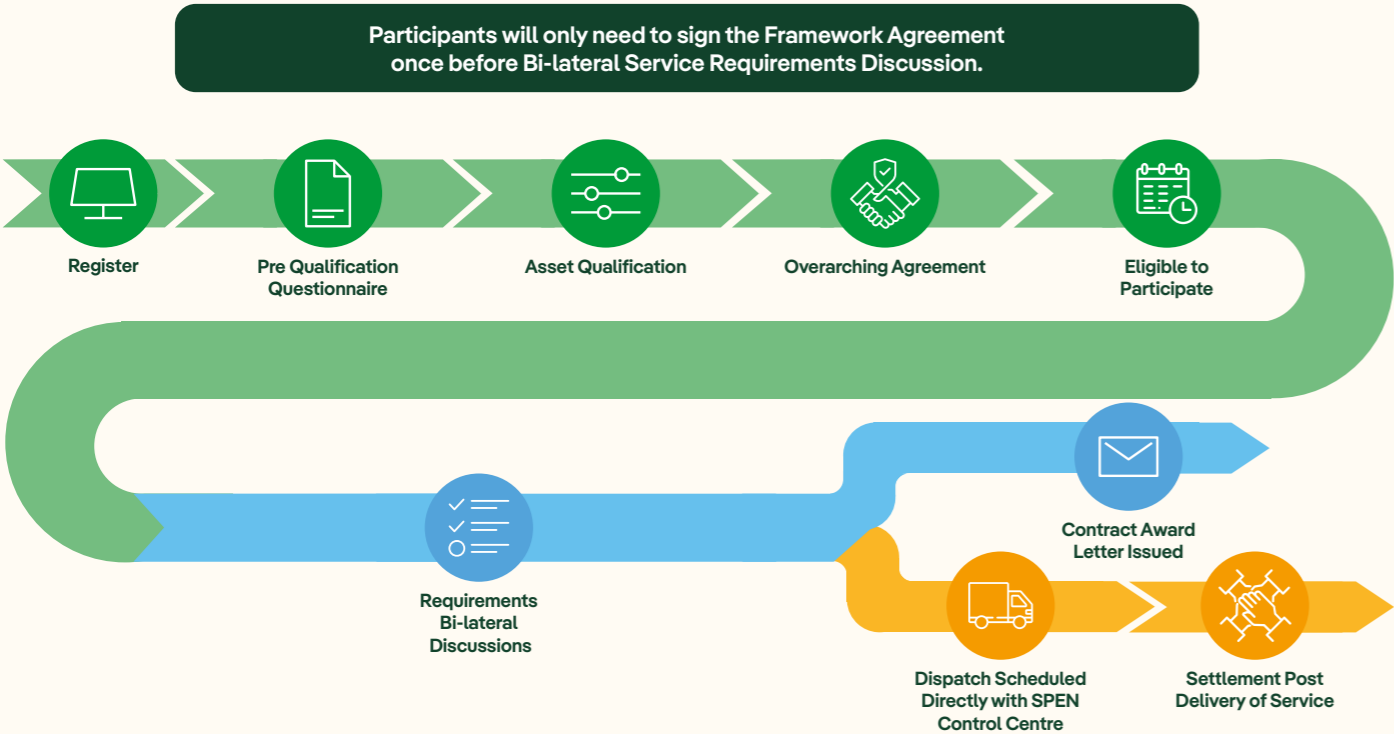 Participants will only need to sign the Framework Agreement
once before Bi-lateral Service Requirements Discussion.
Register
Pre Qualification
Questionnaire
Asset Qualification
Overarching Agreement
Eligible to
Participate
Contract Award
Letter Issued
Requirements
Bi-lateral
Discussions
Dispatch Scheduled
Directly with SPEN
Control Centre
Settlement Post
Delivery of Service